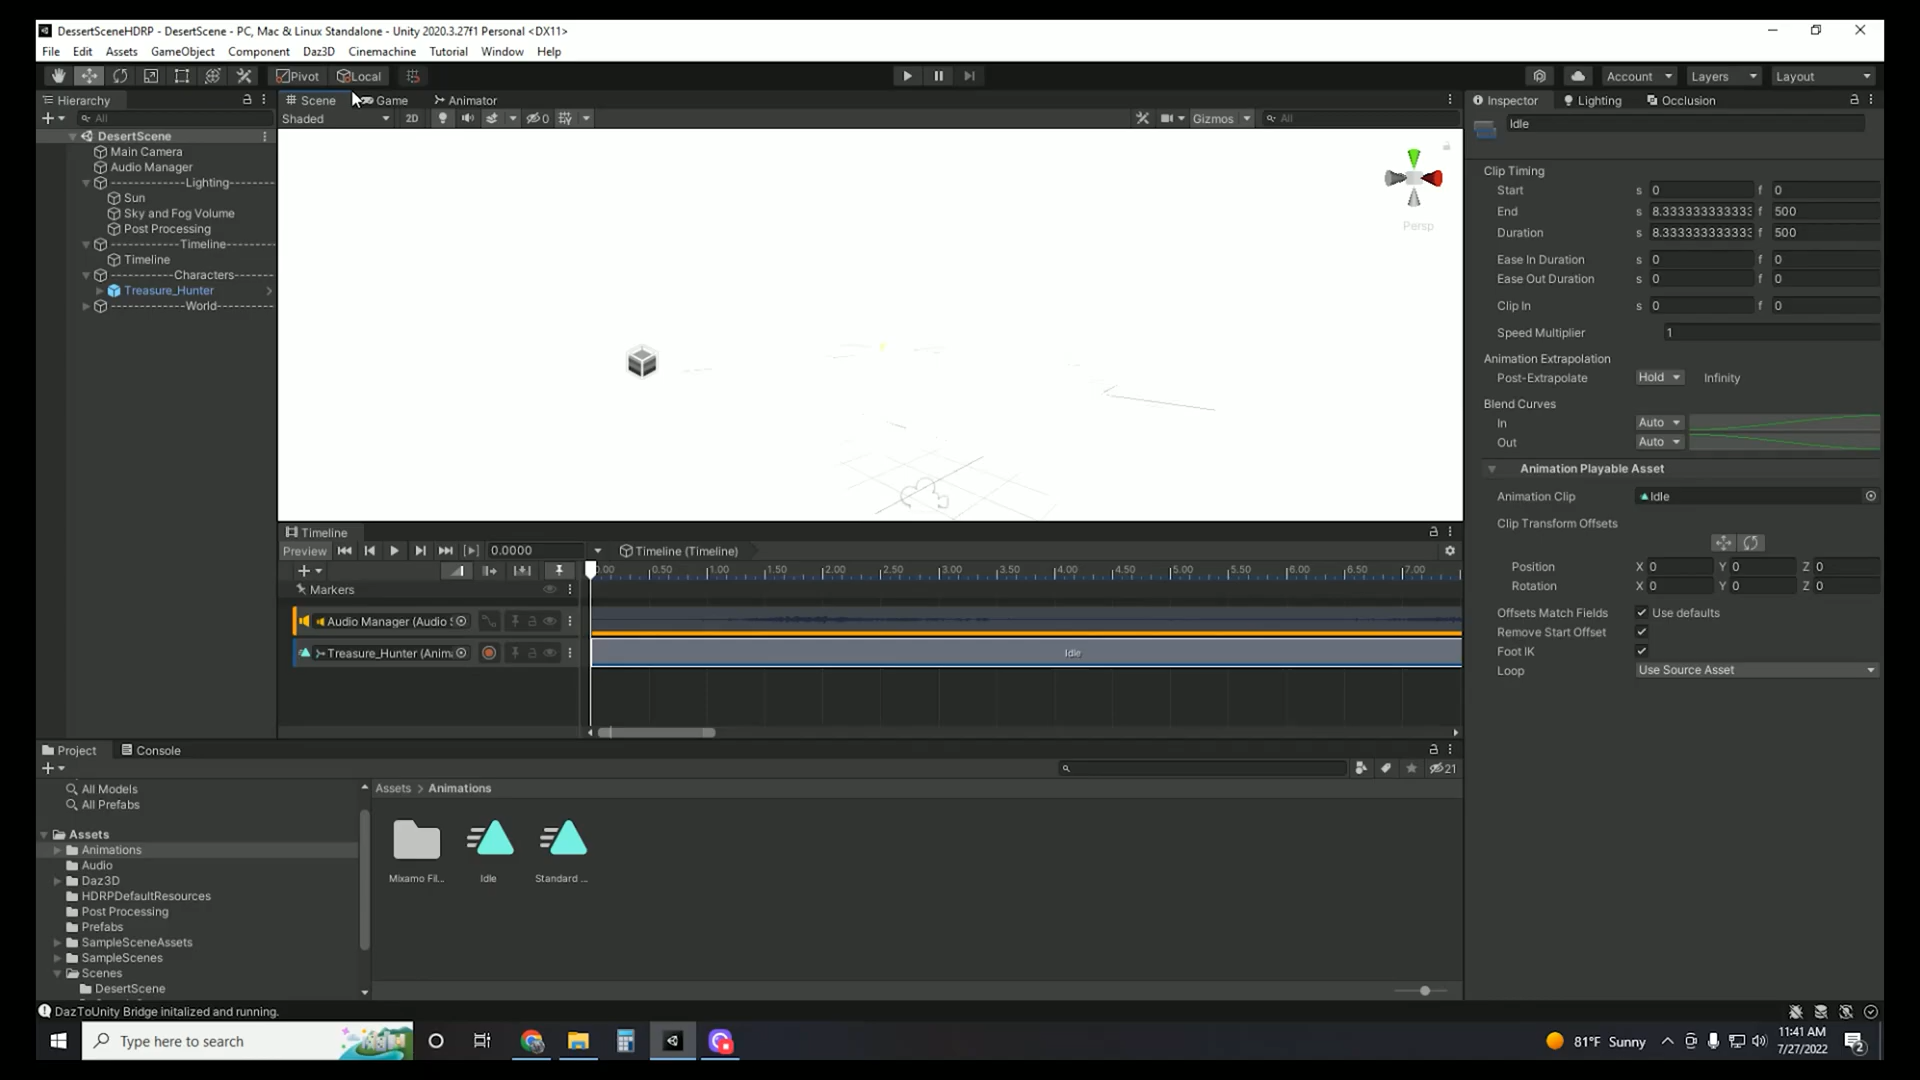 DessertSceneHDRP - DesertScene - PC, Mac & Linux Standalone - Unity 2020.3.27f1 Personal <DX11>
File Edit Assets GameObject Component Daz3D Cinemachine Tutorial Window Help
Pivot Local Account Layers Layout
Hierarchy Scene Game Animator Inspector Lighting Occlusion
All Shaded 2D 0 Gizmos All Idle
DesertScene
Main Camera
Audio Manager
------------Lighting-------
Sun
Sky and Fog Volume
Post Processing
-----------Timeline-------
Timeline
----------Characters------
Treasure_Hunter
------------World---------
Persp
Clip Timing
Start s 0 f 0
End s 8.3333333333333 f 500
Duration s 8.3333333333333 f 500
Ease In Duration s 0 f 0
Ease Out Duration s 0 f 0
Clip In s 0 f 0
Speed Multiplier 1
Animation Extrapolation
Post-Extrapolate Hold Infinity
Blend Curves
In Auto
Out Auto
Animation Playable Asset
Animation Clip Idle
Clip Transform Offsets
Position X 0 Y 0 Z 0
Rotation X 0 Y 0 Z 0
Offsets Match Fields Use defaults
Remove Start Offset
Foot IK
Loop Use Source Asset
Timeline
Preview 0.0000 Timeline (Timeline)
0:00 0.50 1.00 1.50 2.00 2.50 3.00 3.50 4.00 4.50 5.00 5.50 6.00 6.50 7.00
Markers
Audio Manager (Audio S
Treasure_Hunter (Anima Idle
Project Console
21
All Models
All Prefabs
Assets > Animations
Assets
Animations
Audio
Daz3D
HDRPDefaultResources
Post Processing
Prefabs
SampleSceneAssets
SampleScenes
Scenes
DesertScene
Mixamo Fil... Idle Standard ...
DazToUnity Bridge initalized and running.
Type here to search 81°F Sunny 11:41 AM
7/27/2022 2